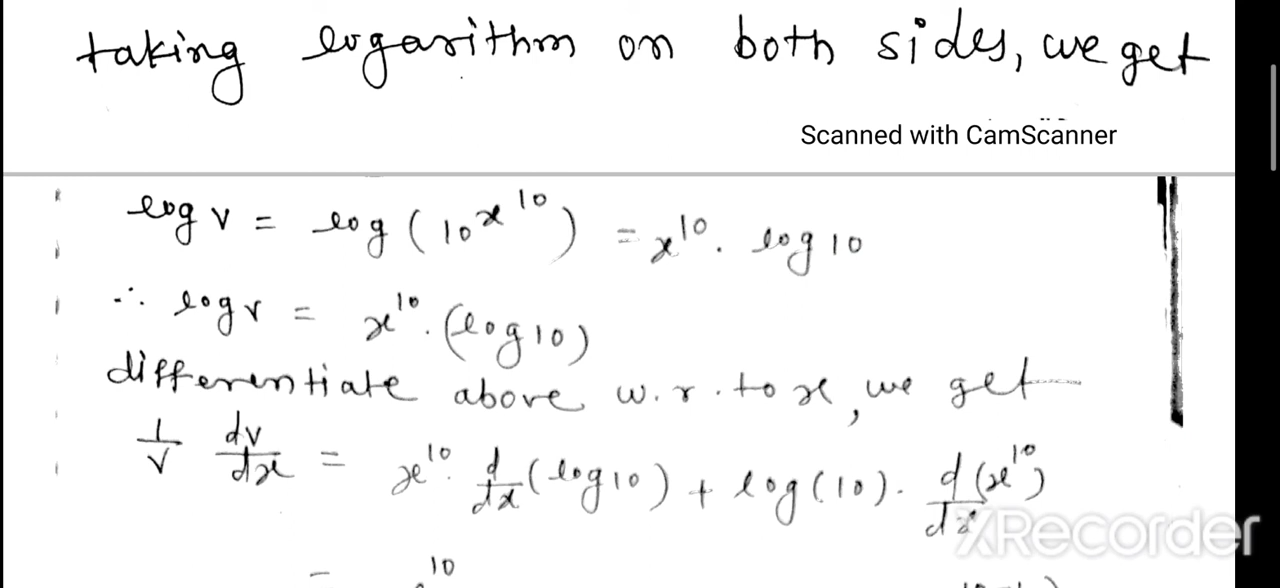 taking logarithm on both sides, we get
Scanned with CamScanner
log v = log (10^{x^{10}}) = x^{10}. log 10
∴ log v = x^{10}. (log 10)
differentiate above w.r.to x, we get
1/v dv/dx = x^{10}. d/dx (log 10) + log(10). d/dx (x^{10})
XRecorder
= 10